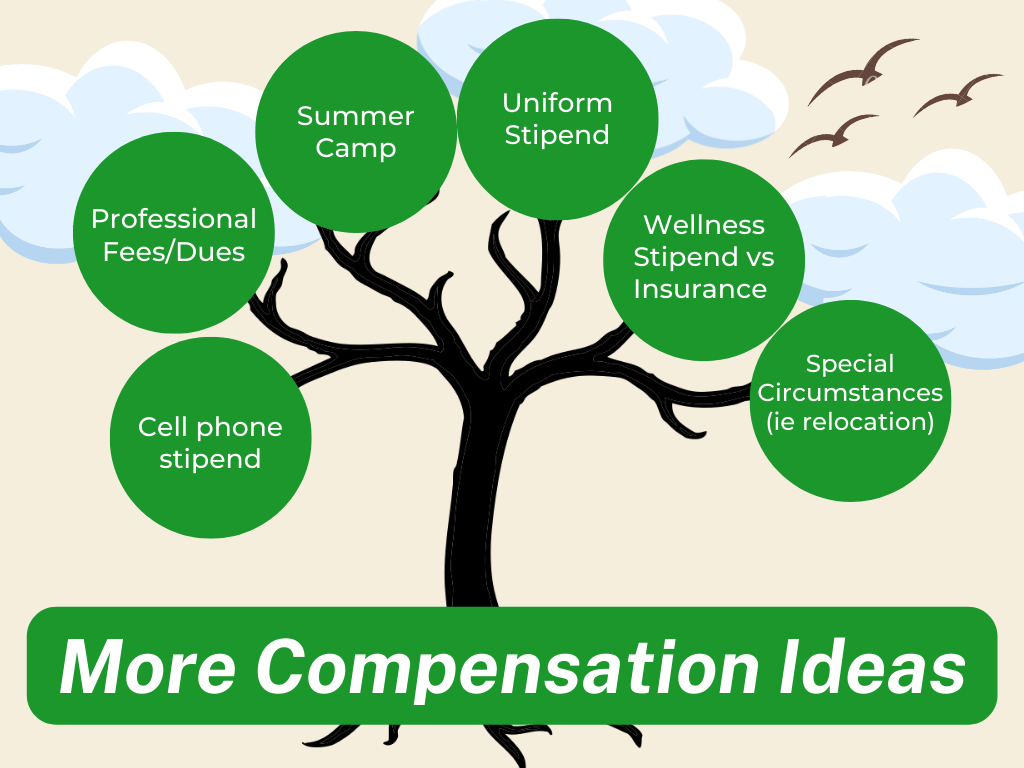 Uniform
Stipend
Summer
Camp
Professional
Fees/Dues
Wellness
Stipend vs
Insurance
Special
Circumstances
(ie relocation)
Cell phone
stipend
More Compensation Ideas